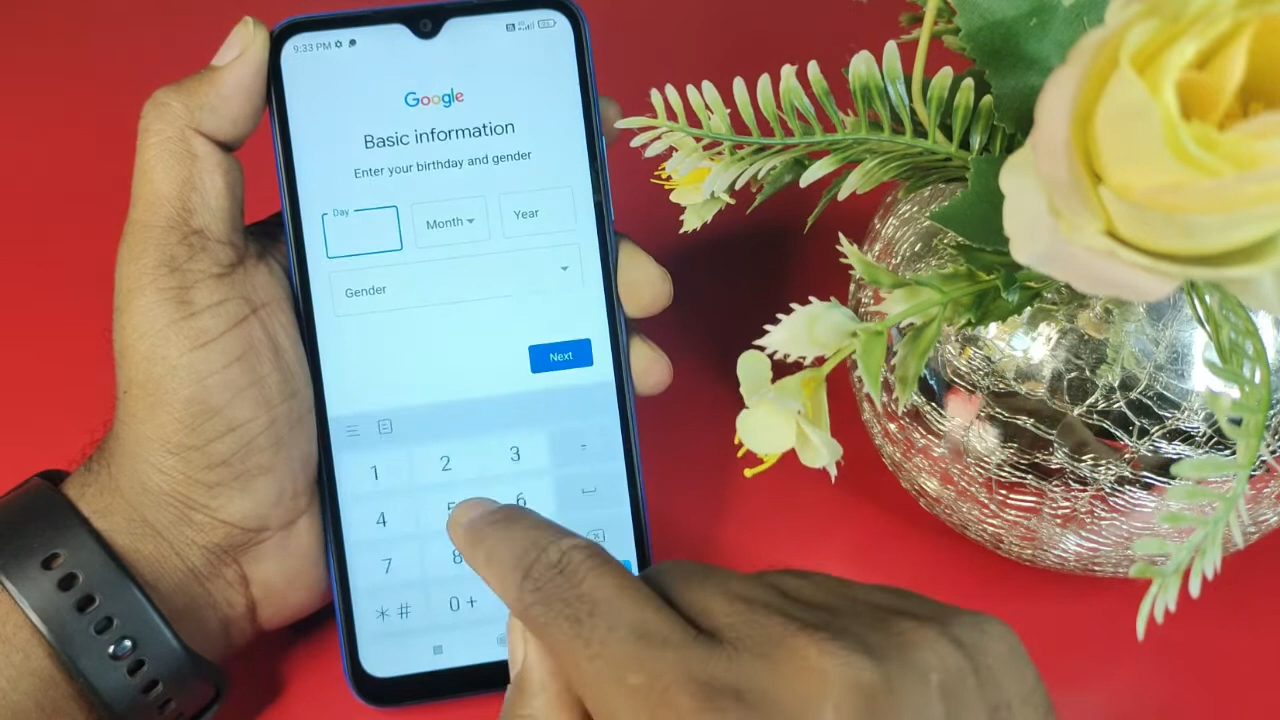 9:33 PM
Google
Basic information
Enter your birthday and gender
Day
Month
Year
Gender
Next
1 2 3 -
4 5 6
7 8
*# 0 +